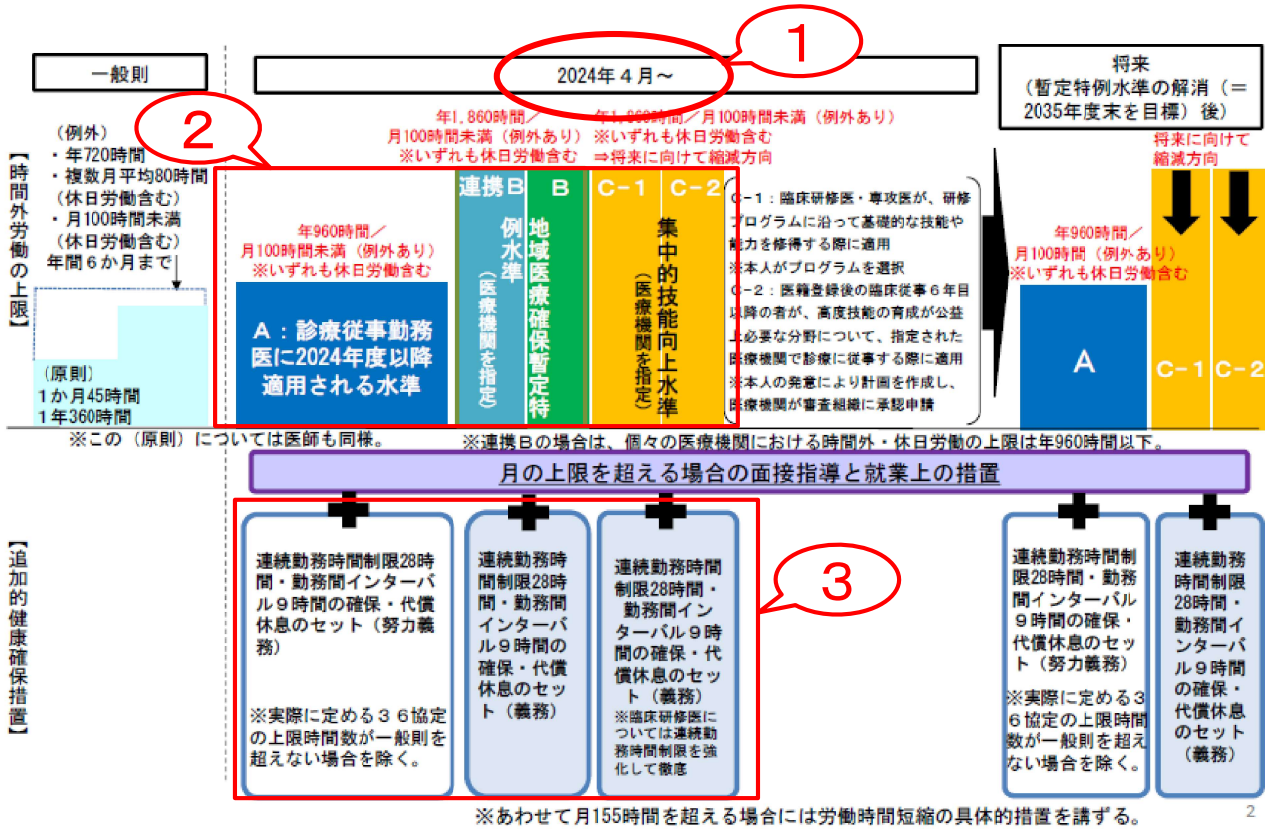 一般則
2024年４月～
1
将来
（暫定特例水準の解消（＝
2035年度末を目標）後）
【時間外労働の上限】
（例外）
・年720時間
・複数月平均80時間
（休日労働含む）
・月100時間未満
（休日労働含む）
年間６か月まで
（原則）
１か月45時間
１年360時間
2
年960時間／
月100時間未満（例外あり）
※いずれも休日労働含む
A：診療従事勤務
医に2024年度以降
適用される水準
年1,860時間／
月100時間未満（例外あり）
※いずれも休日労働含む
連携B
B
地域医療確保暫定特
例水準
（医療機関を指定）
年1,860時間／月100時間未満（例外あり）
※いずれも休日労働含む
⇒将来に向けて縮減方向
C-1
C-2
集中的技能向上水準
（医療機関を指定）
C-1：臨床研修医・専攻医が、研修
プログラムに沿って基礎的な技能や
能力を修得する際に適用
※本人がプログラムを選択
C-2：医籍登録後の臨床従事６年目
以降の者が、高度技能の育成が公益
上必要な分野について、指定された
医療機関で診療に従事する際に適用
※本人の発意により計画を作成し、
医療機関が審査組織に承認申請
将来に向けて
縮減方向
年960時間／
月100時間（例外あり）
※いずれも休日労働含む
A
C-1
C-2
※この（原則）については医師も同様。
※連携Ｂの場合は、個々の医療機関における時間外・休日労働の上限は年960時間以下。
月の上限を超える場合の面接指導と就業上の措置
【追加的健康確保措置】
連続勤務時間制限28時
間・勤務間インターバ
ル９時間の確保・代償
休息のセット（努力義
務）
※実際に定める３６協定
の上限時間数が一般則を
超えない場合を除く。
連続勤務時
間制限28時
間・勤務間
インターバ
ル９時間の
確保・代償
休息のセッ
ト（義務）
連続勤務時間
制限28時間・
勤務間イン
ターバル９時
間の確保・代
償休息のセッ
ト（義務）
※臨床研修医に
ついては連続勤
務時間制限を強
化して徹底
3
連続勤務時間制
限28時間・勤務
間インターバル
９時間の確保・
代償休息のセッ
ト（努力義務）
※実際に定める３
６協定の上限時間
数が一般則を超え
ない場合を除く。
連続勤務
時間制限
28時間・
勤務間イ
ンターバ
ル９時間
の確保・
代償休息
のセット
（義務）
※あわせて月155時間を超える場合には労働時間短縮の具体的措置を講ずる。
2